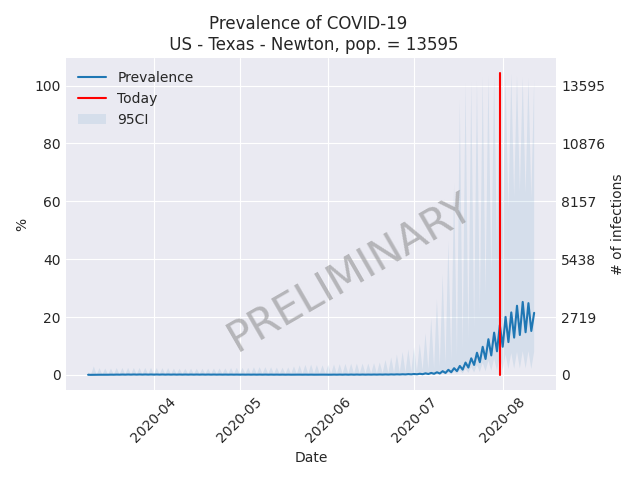 Prevalence of COVID-19
US - Texas - Newton, pop. = 13595
Prevalence
Today
95CI
PRELIMINARY
100
80
60
40
20
0
%
13595
10876
8157
5438
2719
0
# of infections
2020-04
2020-05
2020-06
2020-07
2020-08
Date